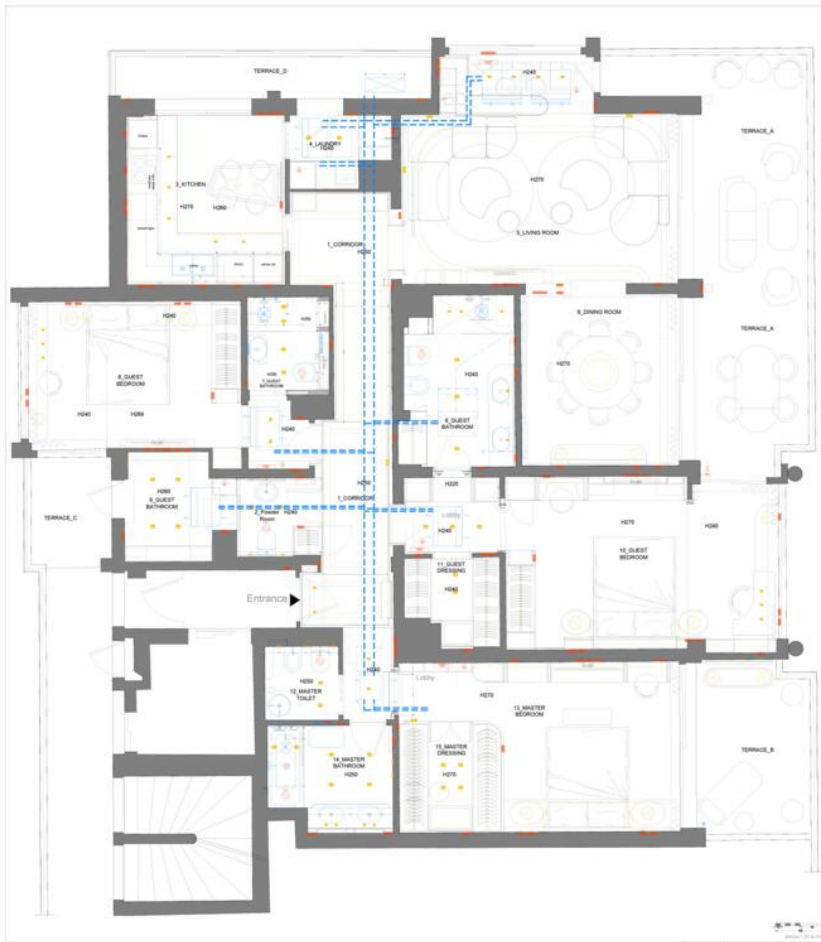 TERRACE_D
H240
4_LAUNDRY
H240
TERRACE_A
3_KITCHEN
H270
H260
H270
5_LIVING ROOM
1_CORRIDOR
H250
6_DINING ROOM
TERRACE_A
H240
H270
H240
8_GUEST
BEDROOM
H240
7_GUEST
BATHROOM
H240
6_GUEST
BATHROOM
H220
H260
9_GUEST
BATHROOM
TERRACE_C
2_Powder
Room
H240
H250
1_CORRIDOR
Lobby
H240
H270
H240
10_GUEST
BEDROOM
11_GUEST
DRESSING
H240
Entrance
H240
Lobby
H250
12_MASTER
TOILET
H270
13_MASTER
BEDROOM
TERRACE_B
15_MASTER
DRESSING
H270
14_MASTER
BATHROOM
H250